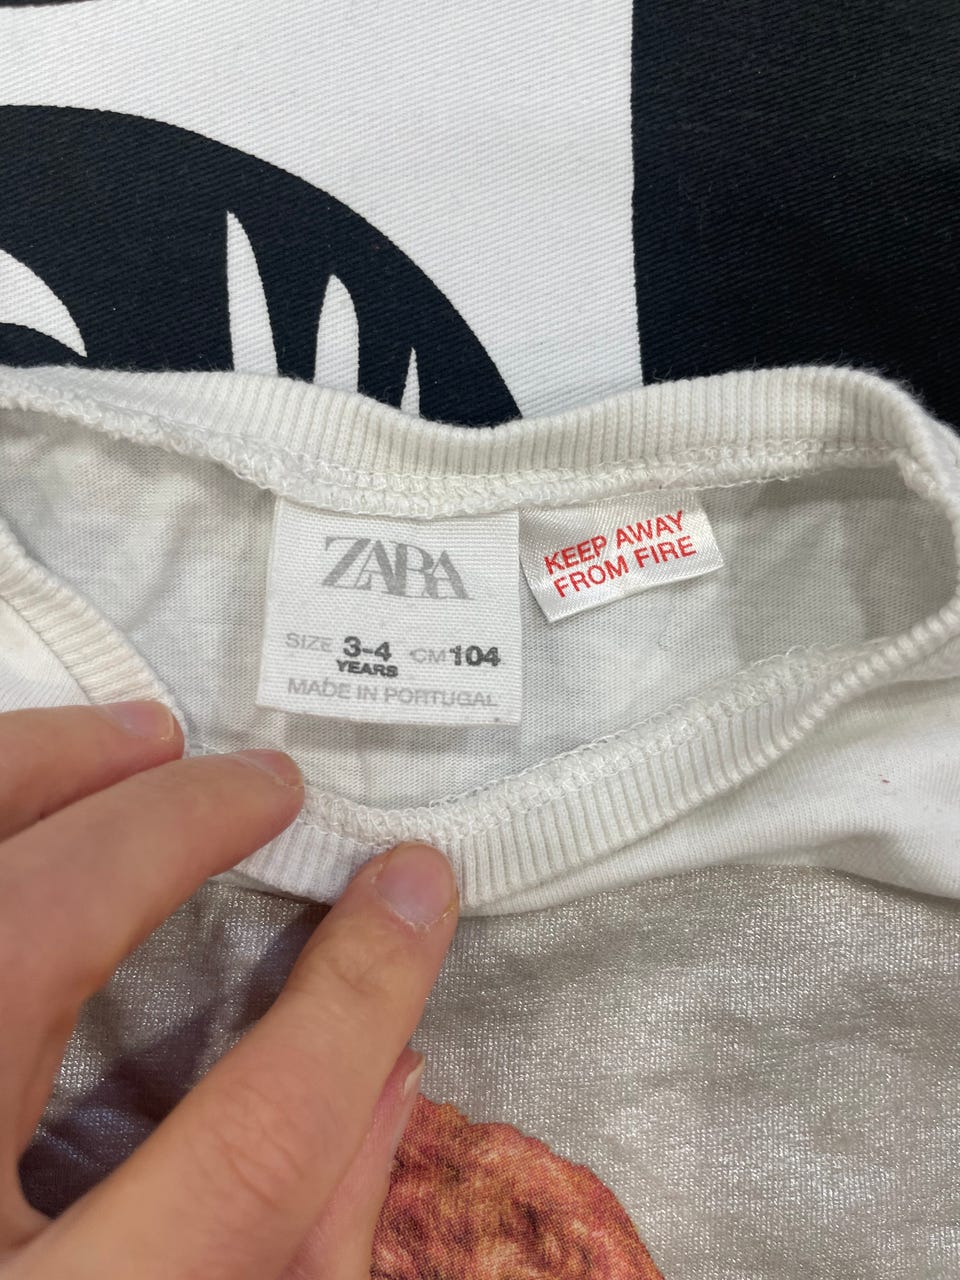 ZARA
SIZE 3-4 CM 104
YEARS
MADE IN PORTUGAL
KEEP AWAY
FROM FIRE